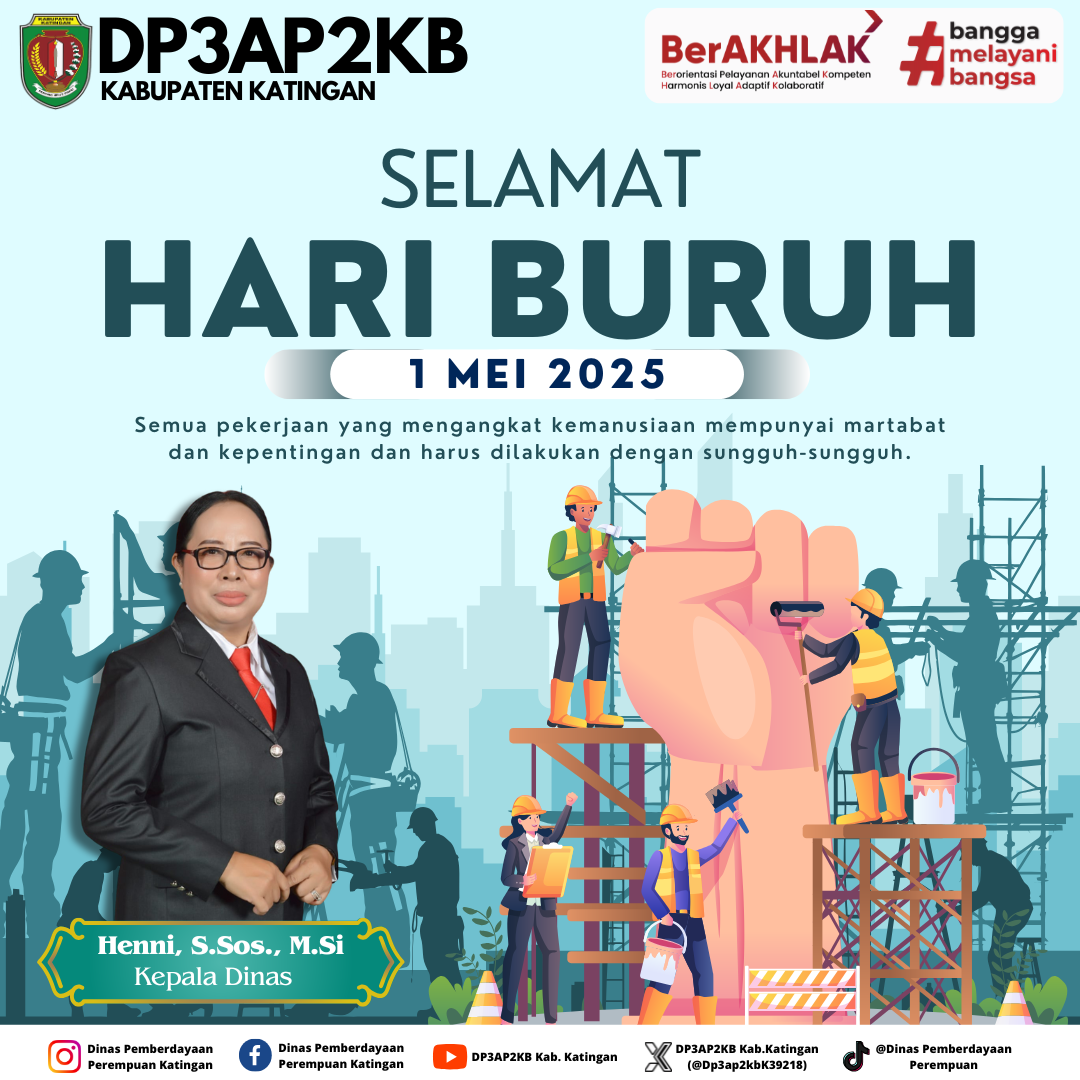 KABUPATEN
KATINGAN
DP3AP2KB
KABUPATEN KATINGAN
BerAKHLAK
Berorientasi Pelayanan Akuntabel Kompeten
Harmonis Loyal Adaptif Kolaboratif
#bangga
melayani
bangsa
SELAMAT
HARI BURUH
1 MEI 2025
Semua pekerjaan yang mengangkat kemanusiaan mempunyai martabat
dan kepentingan dan harus dilakukan dengan sungguh-sungguh.
Henni, S.Sos., M.Si
Kepala Dinas
Dinas Pemberdayaan
Perempuan Katingan
Dinas Pemberdayaan
Perempuan Katingan
DP3AP2KB Kab. Katingan
DP3AP2KB Kab.Katingan
(@Dp3ap2kbK39218)
@Dinas Pemberdayaan
Perempuan